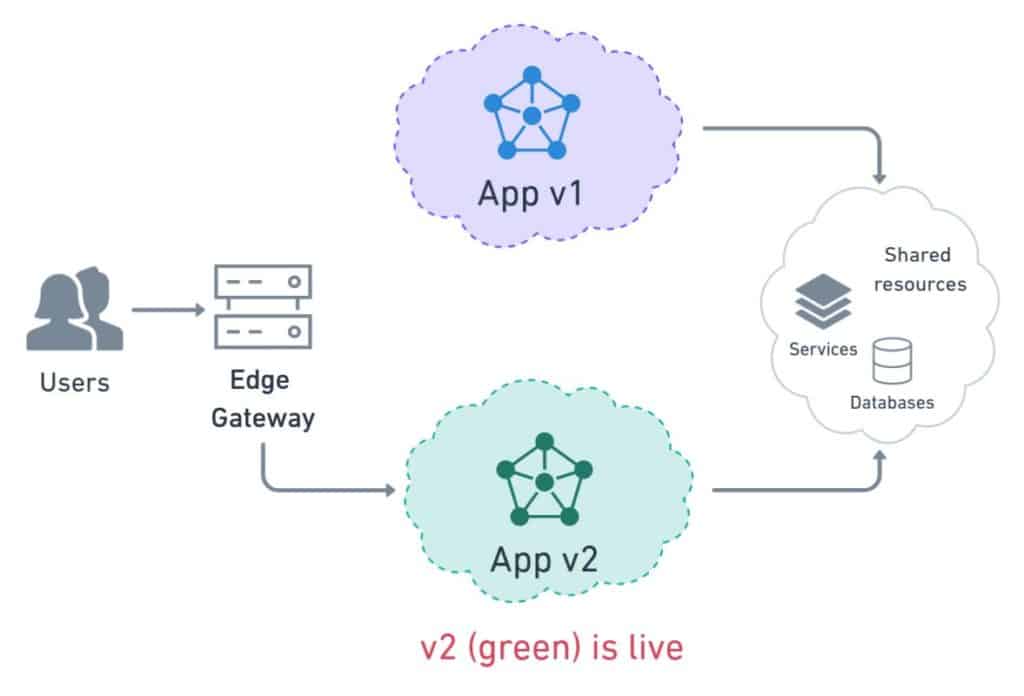 App v1
Shared
resources
Services
Databases
Users
Edge
Gateway
App v2
v2 (green) is live